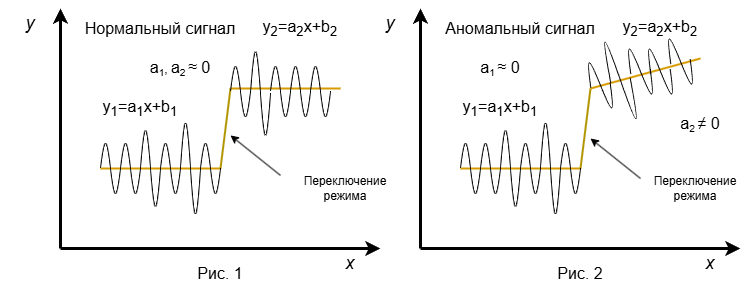 y
Нормальный сигнал
y2=a2x+b2
a1, a2 ≈ 0
y1=a1x+b1
Переключение
режима
x
Рис. 1
y
Аномальный сигнал
y2=a2x+b2
a1 ≈ 0
y1=a1x+b1
a2 ≠ 0
Переключение
режима
x
Рис. 2